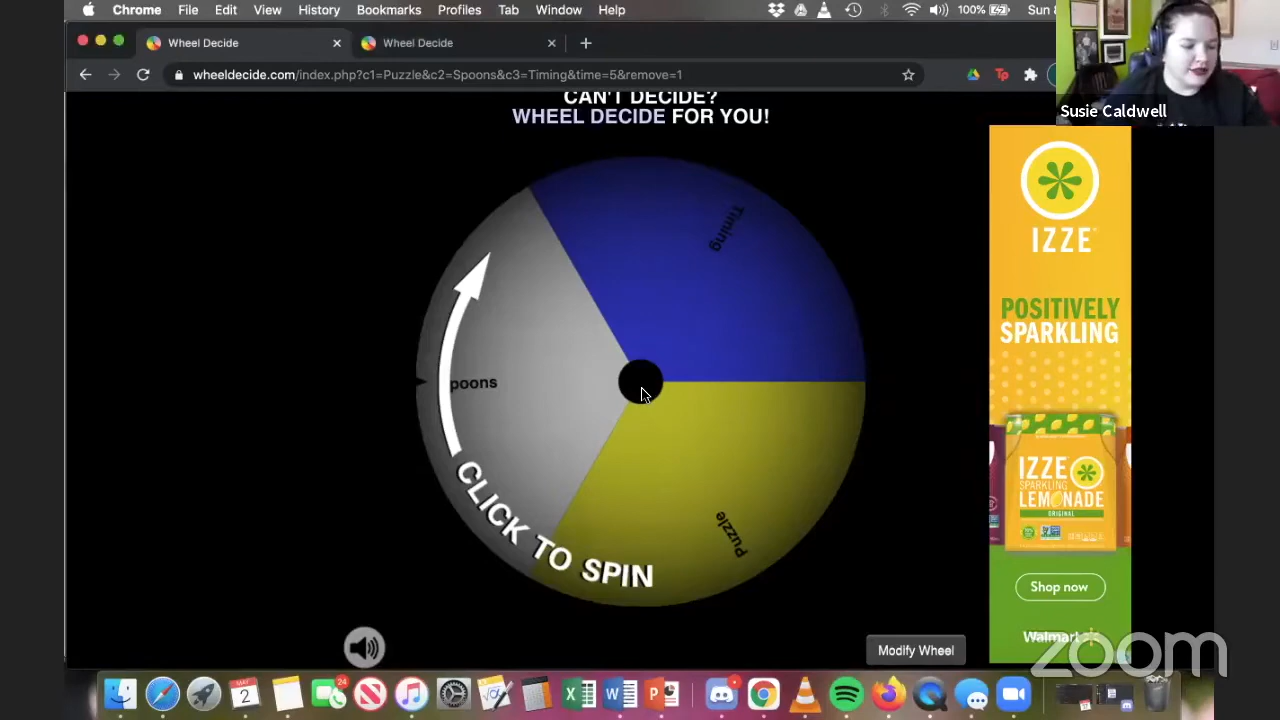 Chrome File Edit View History Bookmarks Profiles Tab Window Help 100% Sun
Wheel Decide Wheel Decide
wheeldecide.com/index.php?c1=Puzzle&c2=Spoons&c3=Timing&time=5&remove=1
Susie Caldwell
CAN'T DECIDE?
WHEEL DECIDE FOR YOU!
Timing
poons
Puzzle
CLICK TO SPIN
Modify Wheel
IZZE
POSITIVELY
SPARKLING
IZZE
SPARKLING
LEMONADE
ORIGINAL
Shop now
Walmart
zoom
MAY
2
24